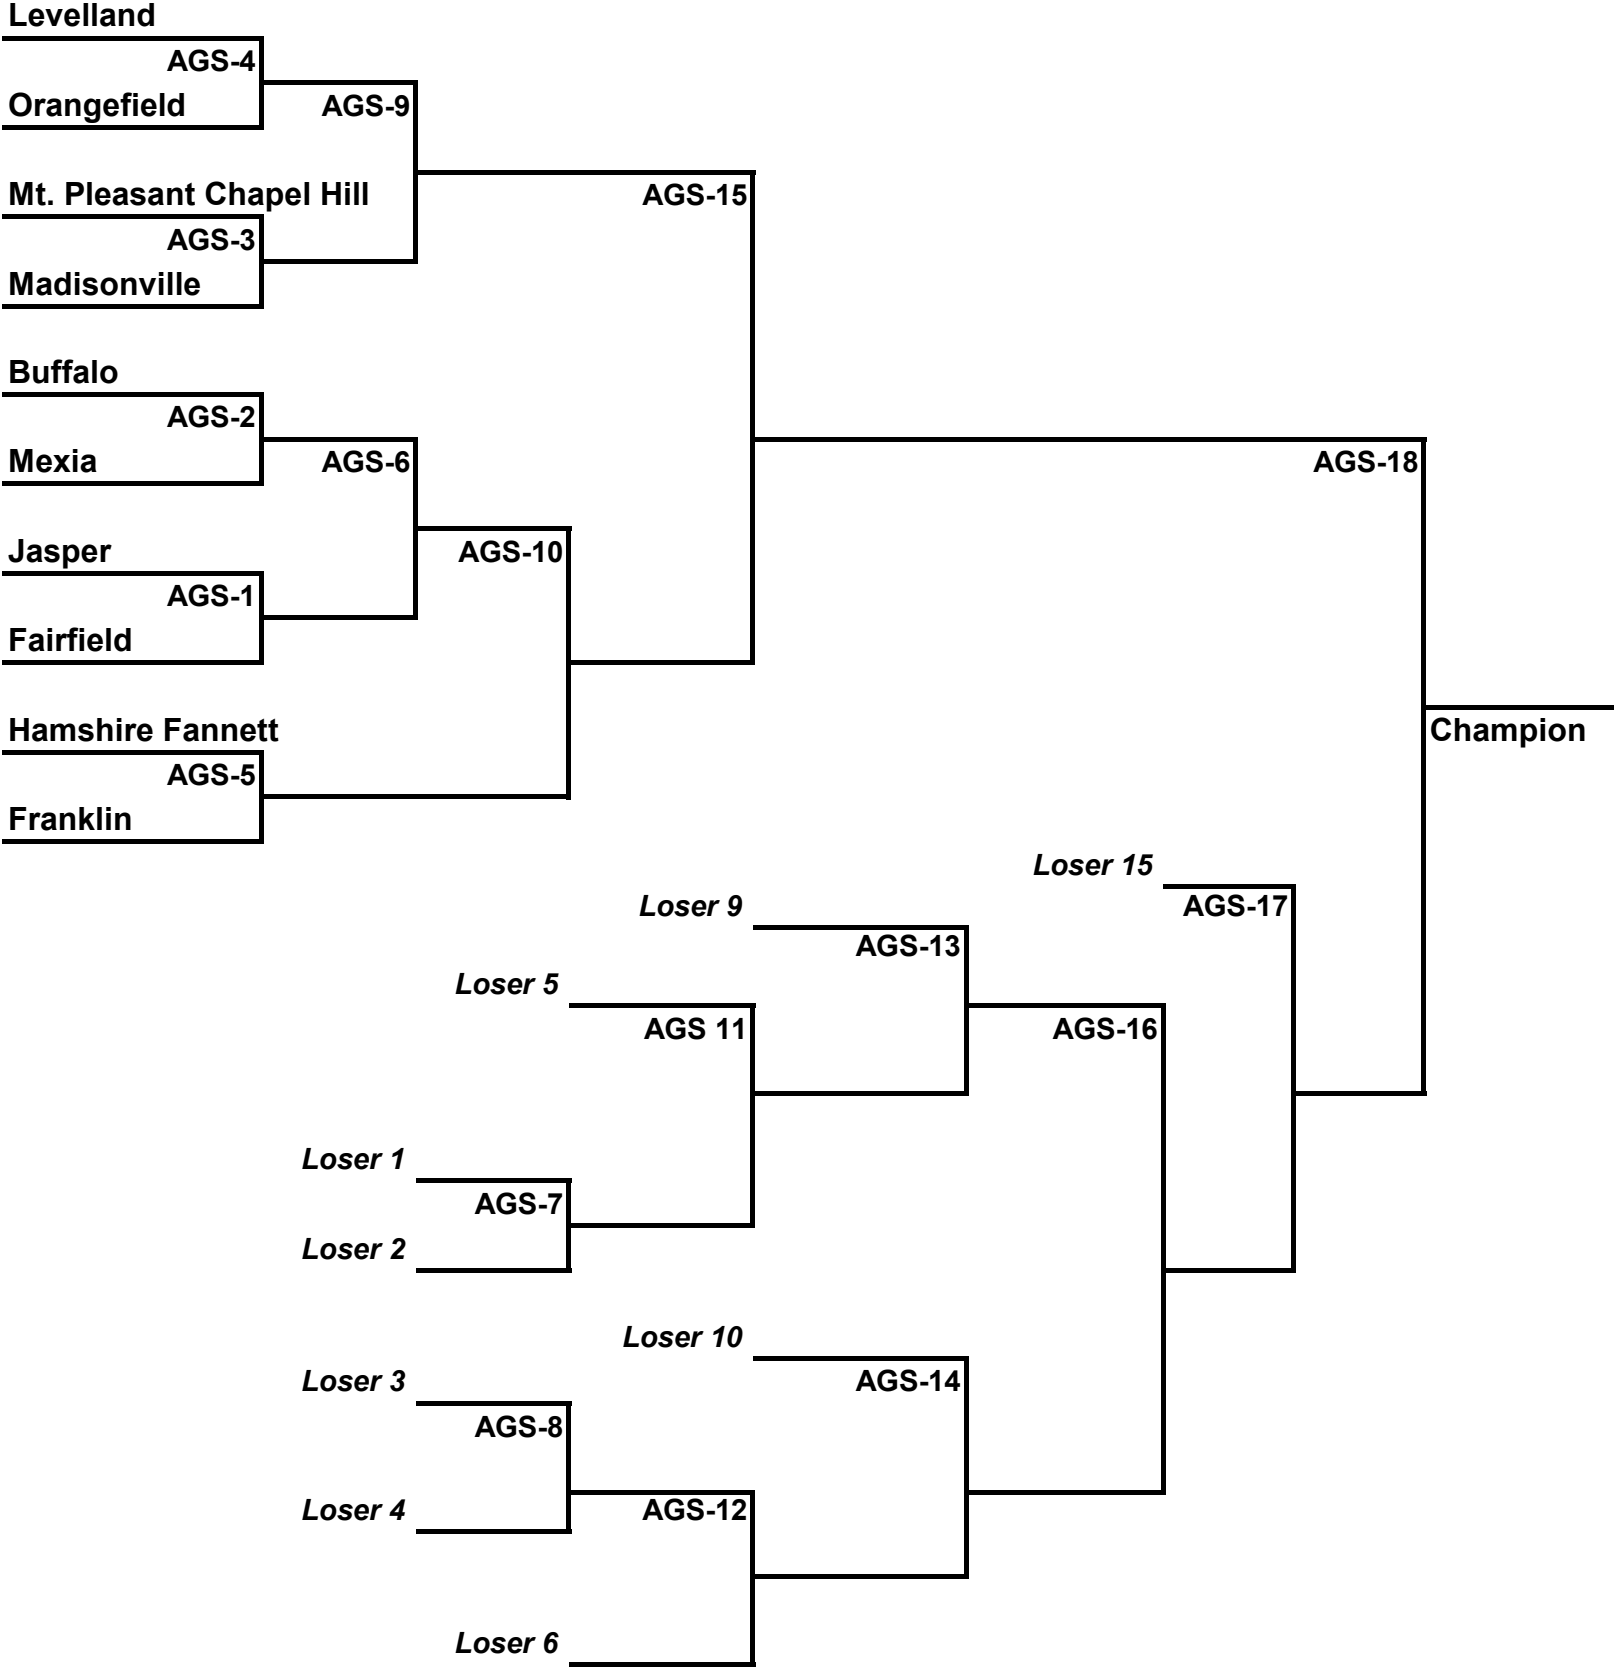 Levelland
AGS-4
Orangefield
AGS-9
Mt. Pleasant Chapel Hill
AGS-15
AGS-3
Madisonville
Buffalo
AGS-2
Mexia
AGS-6
AGS-18
Jasper
AGS-10
AGS-1
Fairfield
Hamshire Fannett
Champion
AGS-5
Franklin
Loser 15
Loser 9
AGS-17
AGS-13
Loser 5
AGS 11
AGS-16
Loser 1
AGS-7
Loser 2
Loser 10
Loser 3
AGS-14
AGS-8
Loser 4
AGS-12
Loser 6